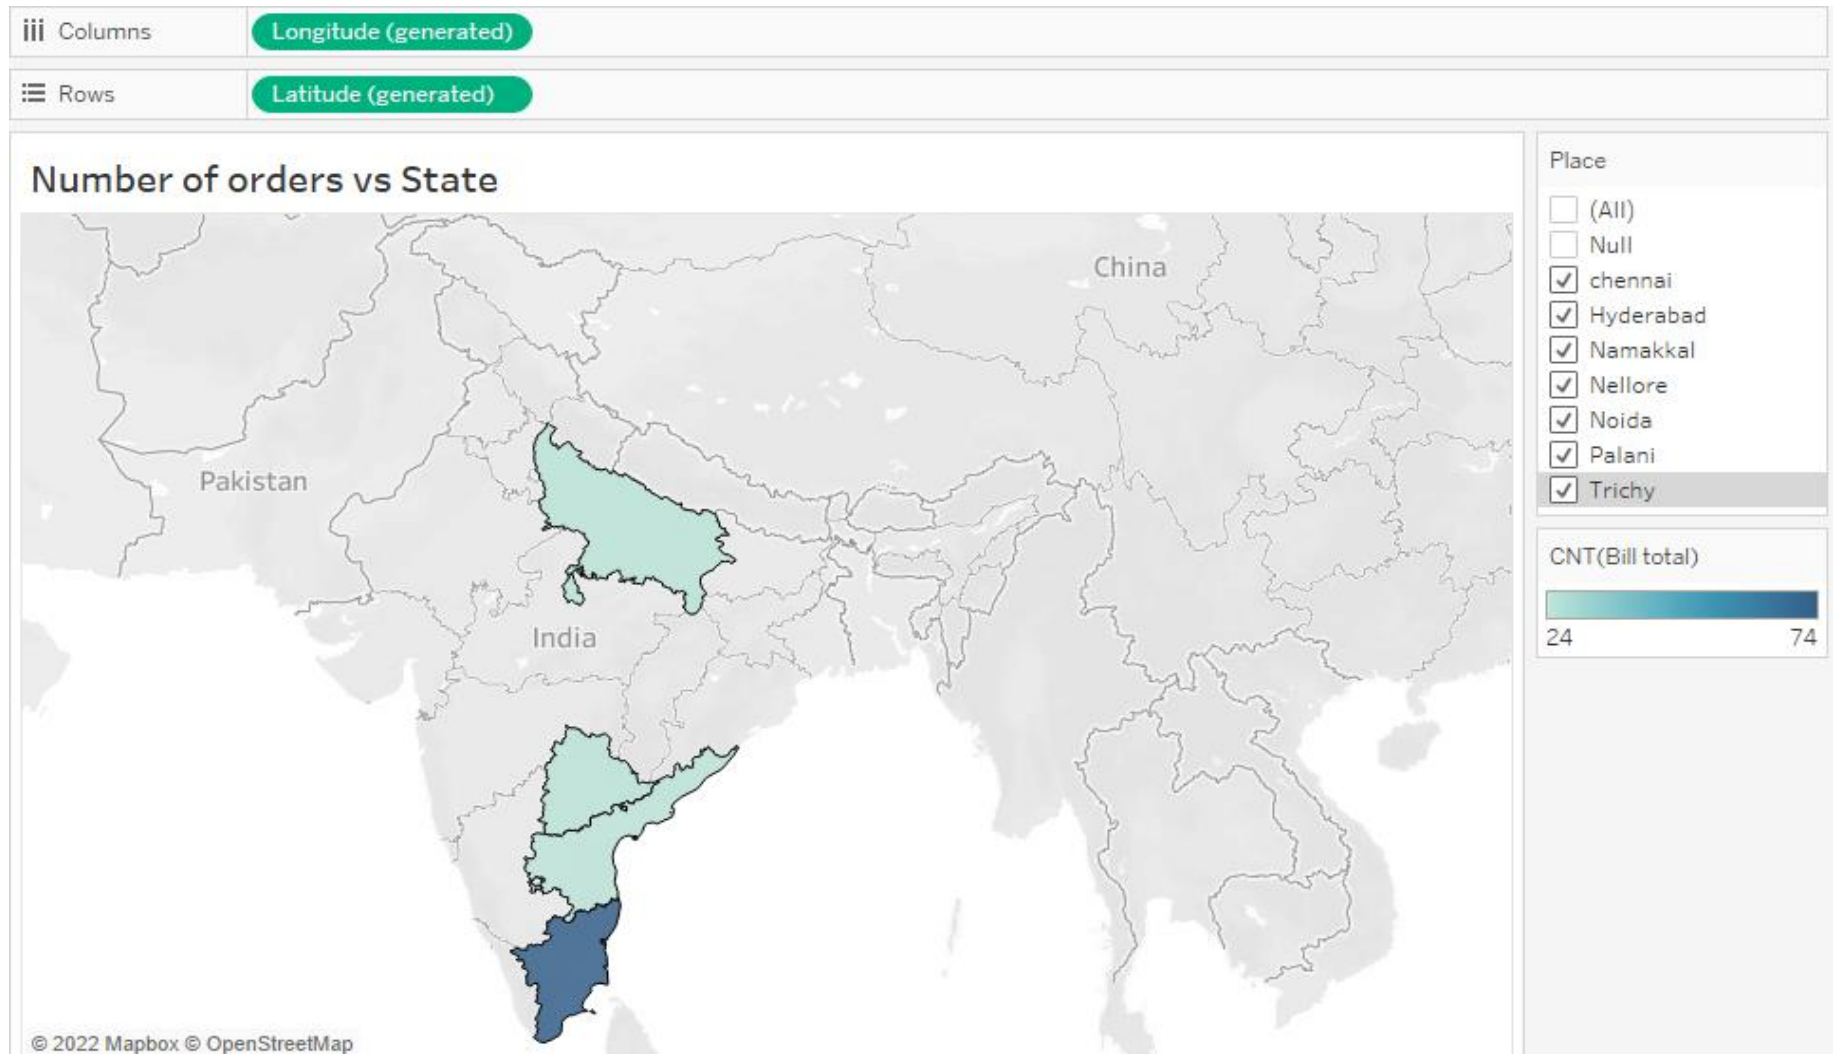 Columns
Longitude (generated)
Rows
Latitude (generated)
Number of orders vs State
China
Pakistan
India
© 2022 Mapbox © OpenStreetMap
Place
(All)
Null
chennai
Hyderabad
Namakkal
Nellore
Noida
Palani
Trichy
CNT(Bill total)
24 74